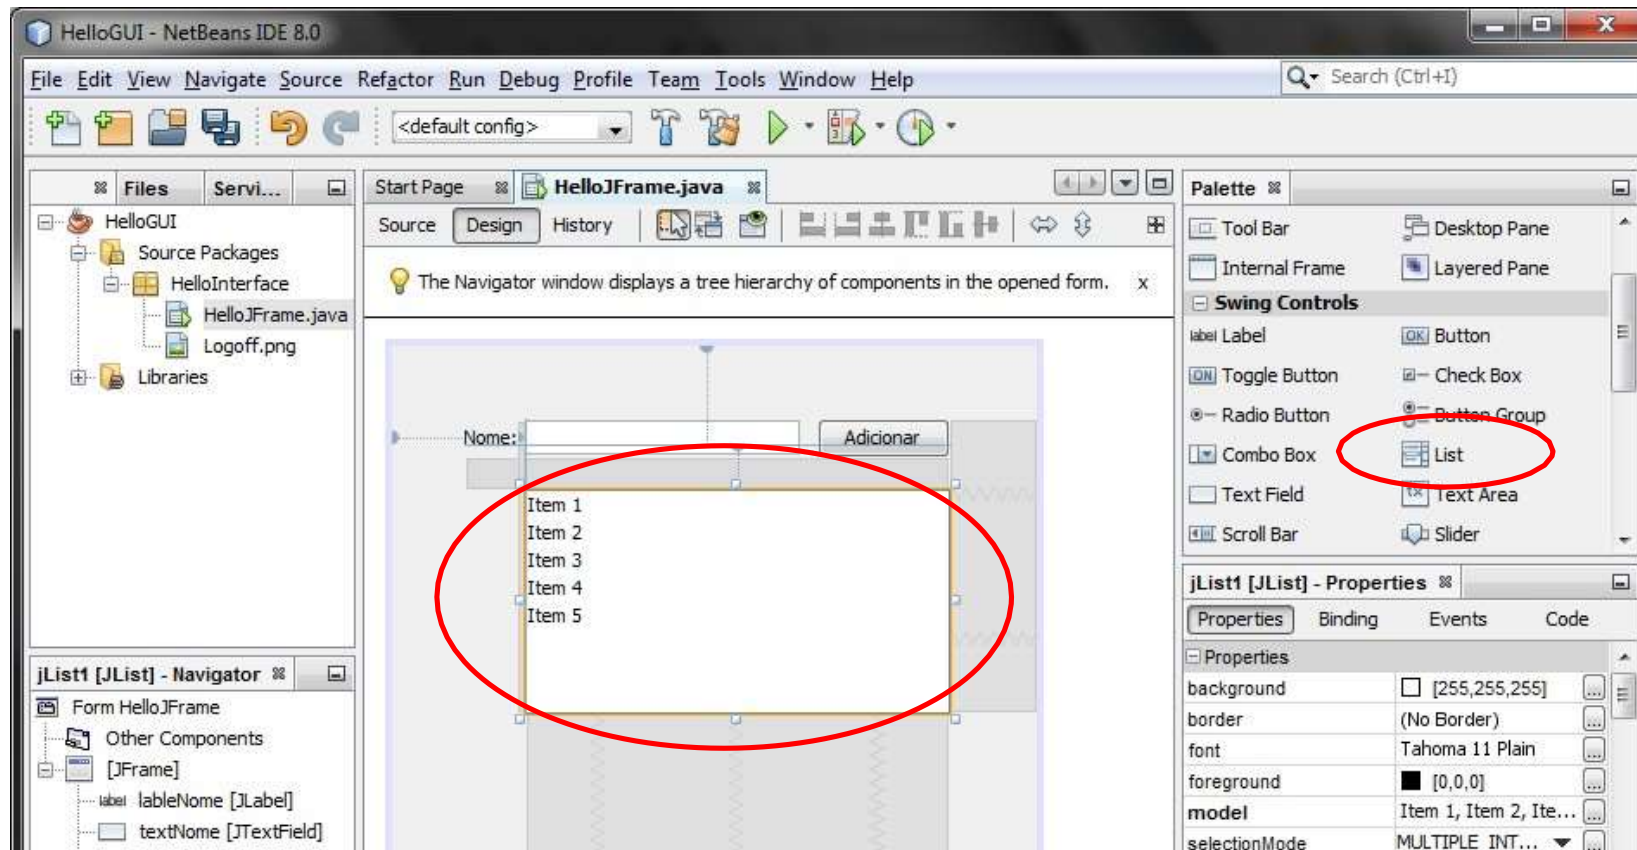 HelloGUI - NetBeans IDE 8.0
File Edit View Navigate Source Refactor Run Debug Profile Team Tools Window Help
Search (Ctrl+I)
<default config>
Files Servi...
HelloGUI
Source Packages
HelloInterface
HelloJFrame.java
Logoff.png
Libraries
jList1 [JList] - Navigator
Form HelloJFrame
Other Components
[JFrame]
label lableNome [JLabel]
textNome [JTextField]
Start Page HelloJFrame.java
Source Design History
The Navigator window displays a tree hierarchy of components in the opened form. x
Nome: Adicionar
Item 1
Item 2
Item 3
Item 4
Item 5
Palette
Tool Bar Desktop Pane
Internal Frame Layered Pane
Swing Controls
label Label OK Button
ON Toggle Button Check Box
Radio Button Button Group
Combo Box List
Text Field Text Area
Scroll Bar Slider
jList1 [JList] - Properties
Properties Binding Events Code
Properties
background [255,255,255] ...
border (No Border) ...
font Tahoma 11 Plain ...
foreground [0,0,0] ...
model Item 1, Item 2, Ite... ...
selectionMode MULTIPLE_INT... ...